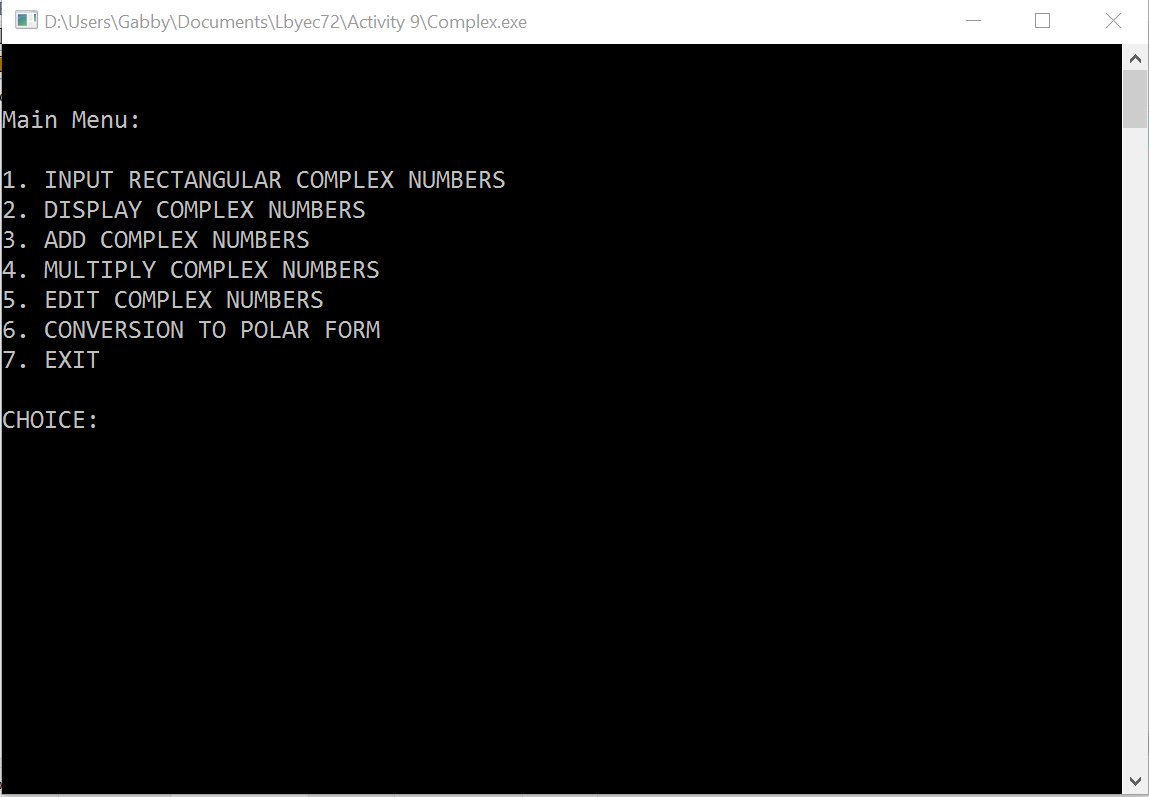 D:\Users\Gabby\Documents\Lbyec72\Activity 9\Complex.exe
Main Menu:
1. INPUT RECTANGULAR COMPLEX NUMBERS
2. DISPLAY COMPLEX NUMBERS
3. ADD COMPLEX NUMBERS
4. MULTIPLY COMPLEX NUMBERS
5. EDIT COMPLEX NUMBERS
6. CONVERSION TO POLAR FORM
7. EXIT
CHOICE: